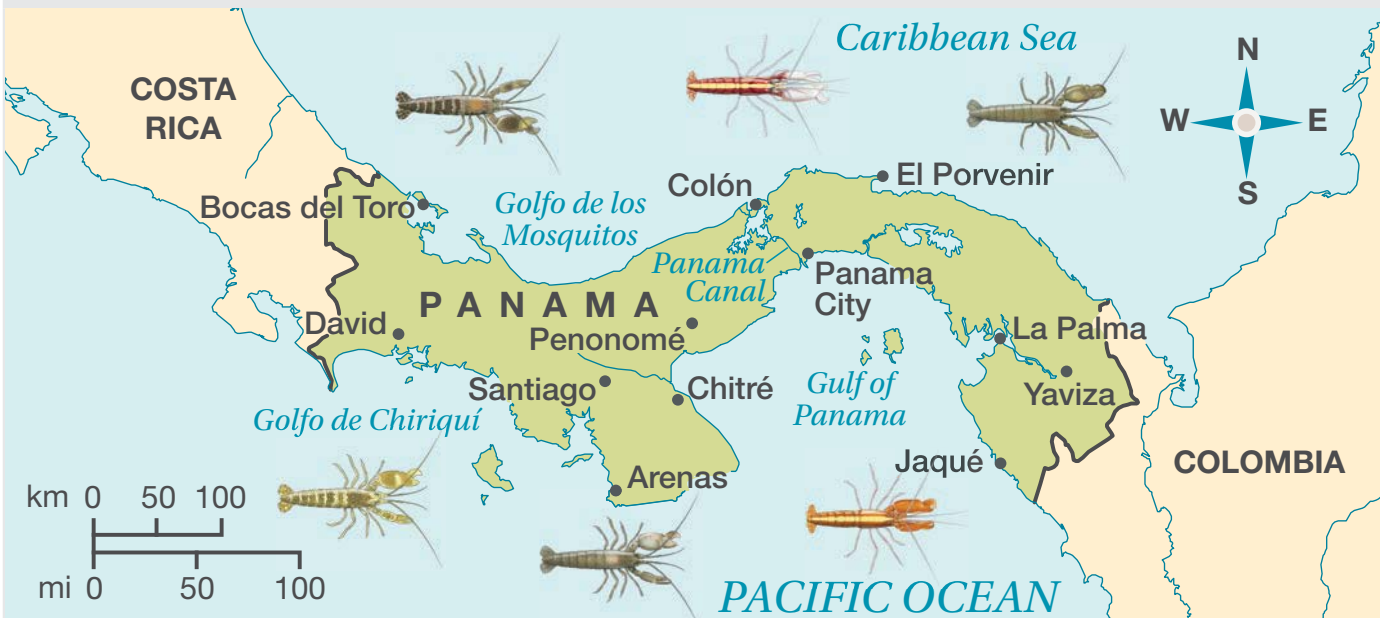 Caribbean Sea
COSTA
RICA
N
W
E
S
Bocas del Toro
Golfo de los
Mosquitos
Colón
El Porvenir
Panama
Canal
Panama
City
PANAMA
David
Penonomé
La Palma
Santiago
Chitré
Gulf of
Panama
Yaviza
Golfo de Chiriquí
Jaqué
COLOMBIA
Arenas
km 0 50 100
mi 0 50 100
PACIFIC OCEAN